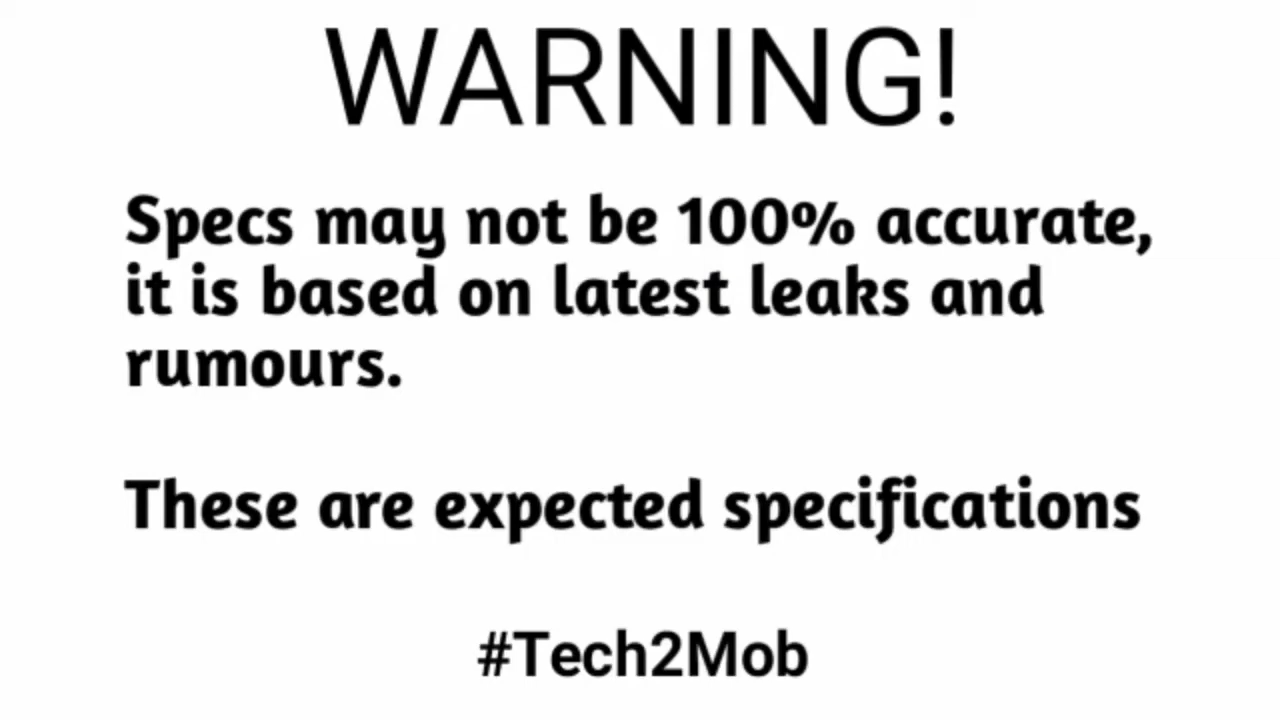 WARNING!
Specs may not be 100% accurate,
it is based on latest leaks and
rumours.
These are expected specifications
#Tech2Mob